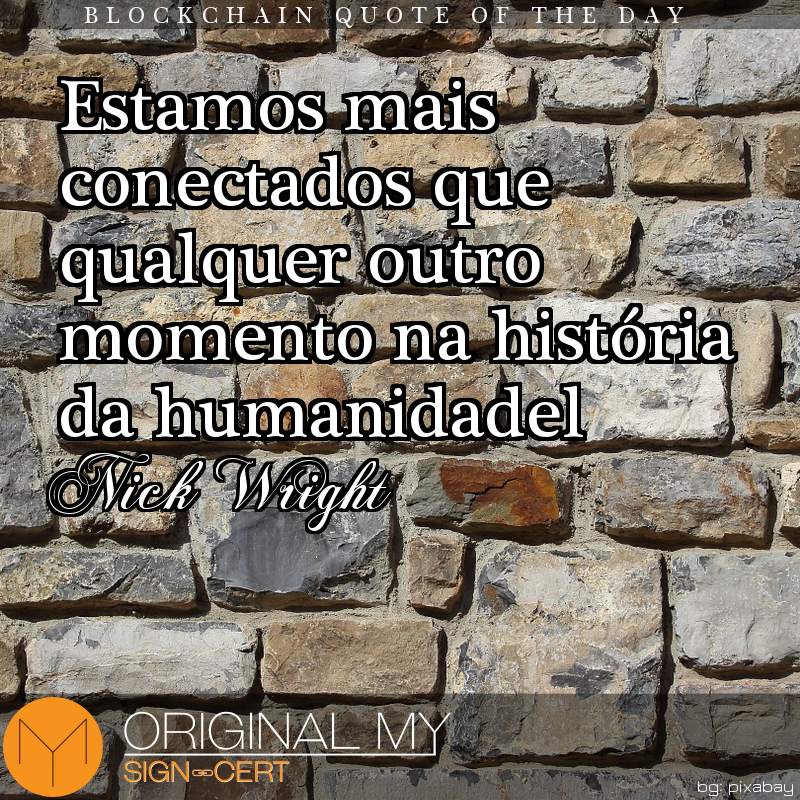 BLOCKCHAIN QUOTE OF THE DAY
Estamos mais
conectados que
qualquer outro
momento na história
da humanidadel
Nick Wright
ORIGINAL MY
SIGN CERT
bg: pixabay